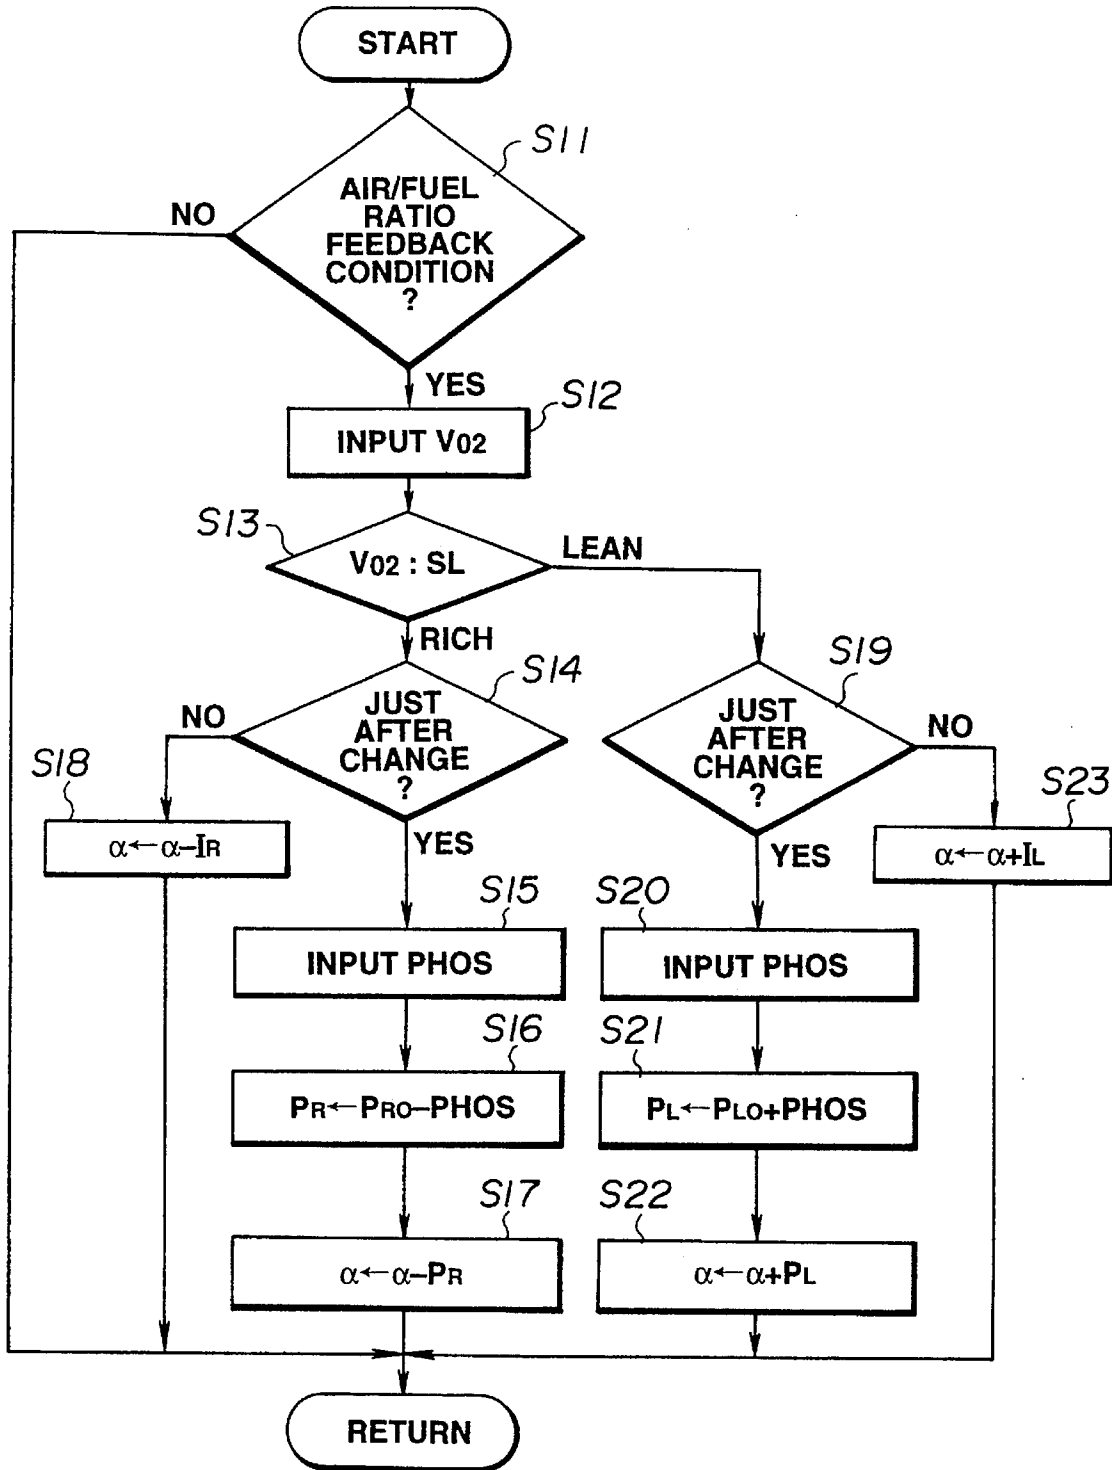 START
S11
AIR/FUEL
RATIO
FEEDBACK
CONDITION
?
NO
YES
S12
INPUT VO2
S13
VO2 : SL
LEAN
RICH
S14
JUST
AFTER
CHANGE
?
NO
YES
S19
JUST
AFTER
CHANGE
?
NO
YES
S18
α←α−IR
S23
α←α+IL
S15
INPUT PHOS
S20
INPUT PHOS
S16
PR←PRO−PHOS
S21
PL←PLO+PHOS
S17
α←α−PR
S22
α←α+PL
RETURN